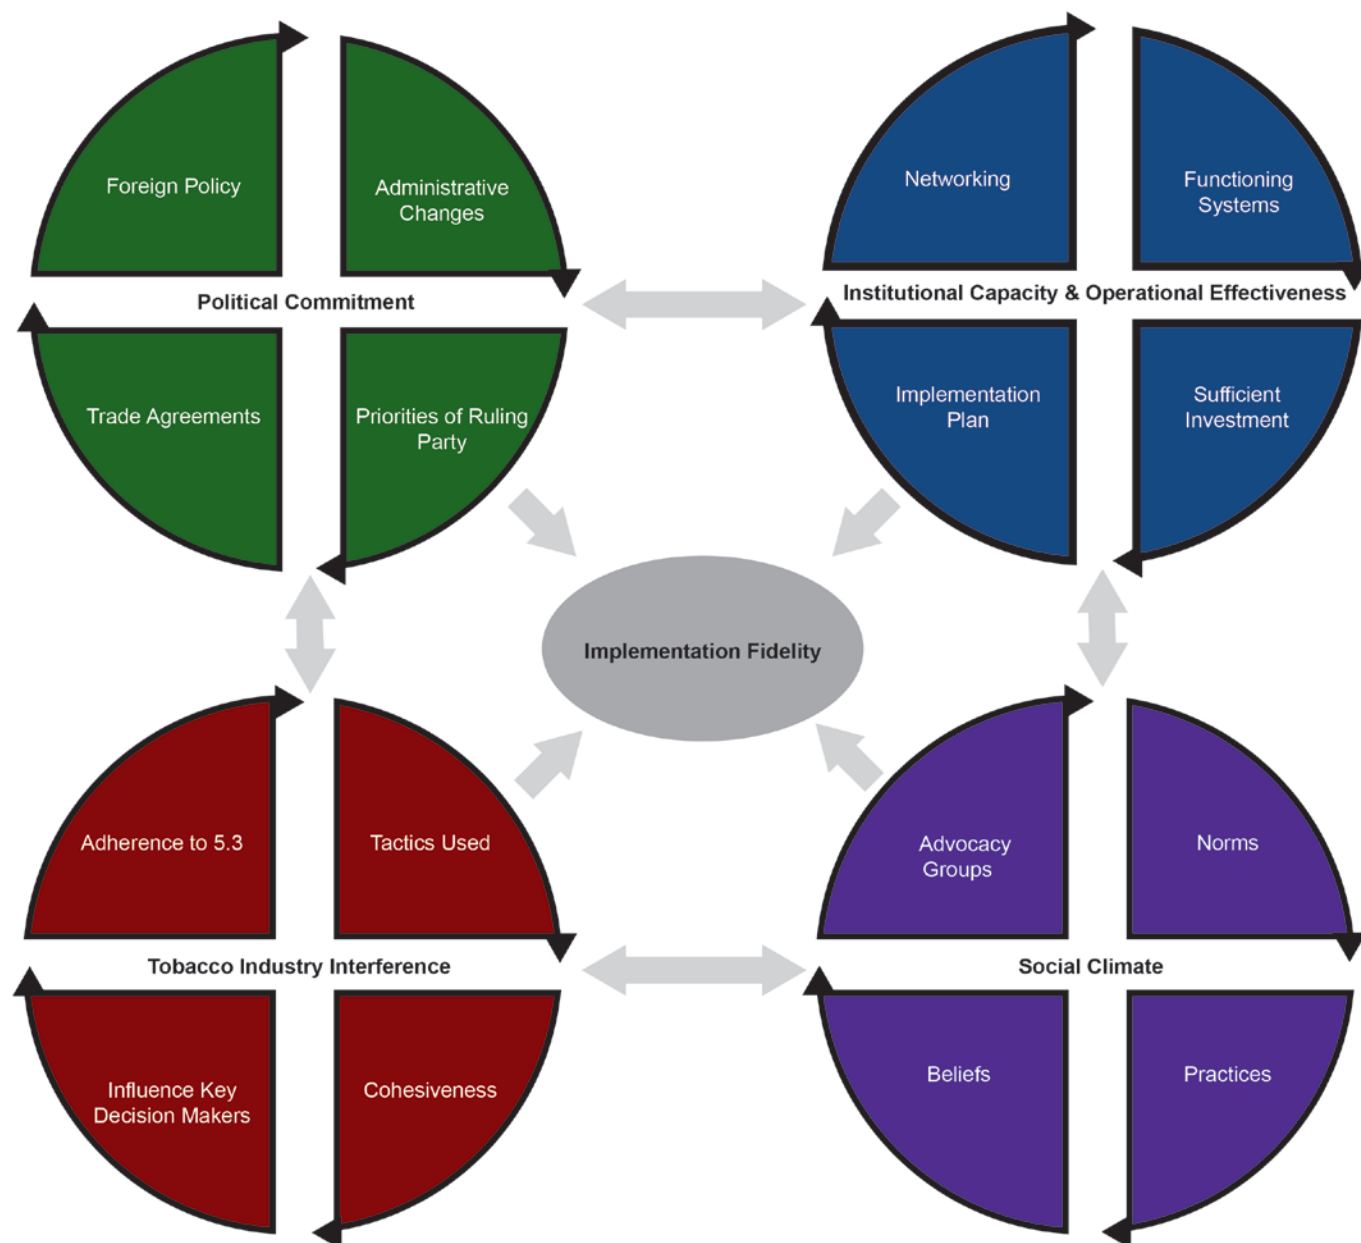 Foreign Policy
Administrative
Changes
Political Commitment
Trade Agreements
Priorities of Ruling
Party
Networking
Functioning
Systems
Institutional Capacity & Operational Effectiveness
Implementation
Plan
Sufficient
Investment
Implementation Fidelity
Adherence to 5.3
Tactics Used
Tobacco Industry Interference
Influence Key
Decision Makers
Cohesiveness
Advocacy
Groups
Norms
Social Climate
Beliefs
Practices